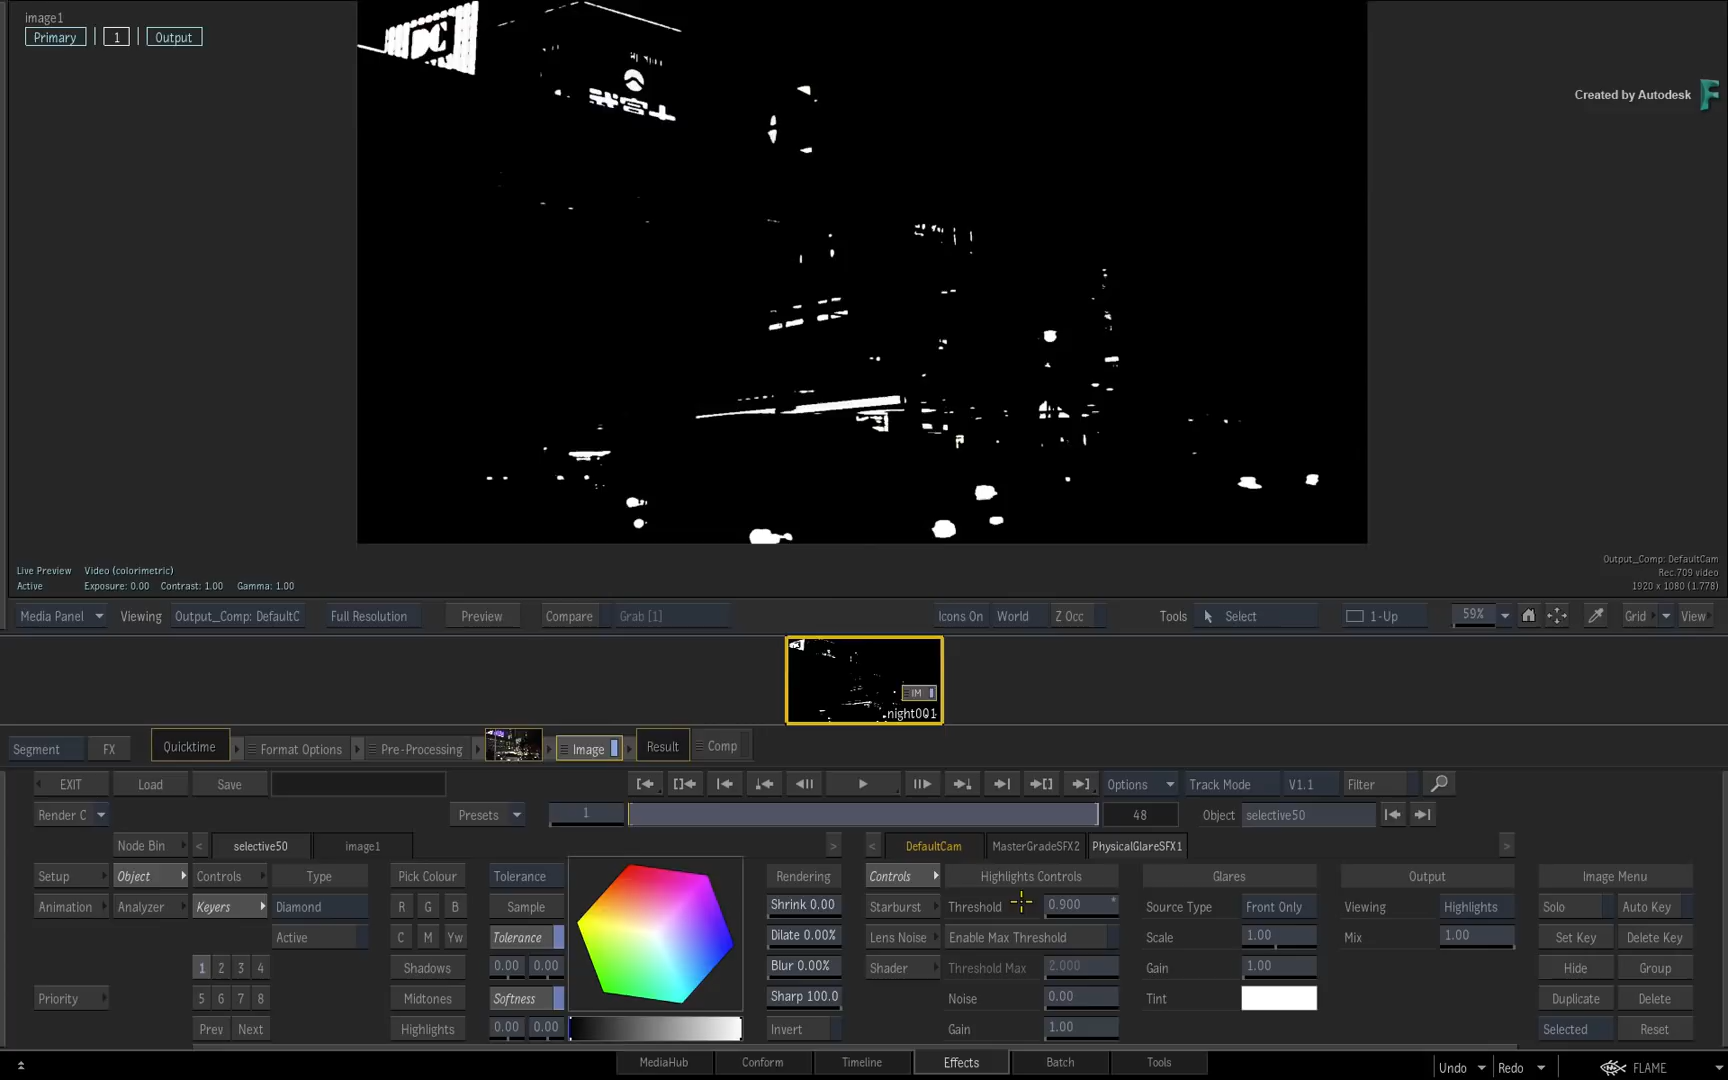 image1
Primary | 1 | Output
Created by Autodesk
Live Preview Video (colorimetric)
Active Exposure: 0.00 Contrast: 1.00 Gamma: 1.00
Output_Comp: DefaultCam
Rec.709 video
1920 x 1080 (1.778)
Media Panel Viewing Output_Comp: DefaultC Full Resolution Preview Compare Grab [1] Icons On World Z Occ Tools Select 1-Up 59% Grid View
IM
night001
Segment FX Quicktime Format Options Pre-Processing Image Result Comp
EXIT Load Save Options Track Mode V1.1 Filter
Render C Presets 1 48 Object selective50
Node Bin < selective50 image1 > < DefaultCam MasterGradeSFX2 PhysicalGlareSFX1 >
Setup Object Controls Type Pick Colour Tolerance Rendering Controls Highlights Controls Glares Output Image Menu
Animation Analyzer Keyers Diamond R G B Sample Shrink 0.00 Starburst Threshold 0.900 Source Type Front Only Viewing Highlights Solo Auto Key
Active C M Yw Tolerance Dilate 0.00% Lens Noise Enable Max Threshold Scale 1.00 Mix 1.00 Set Key Delete Key
1 2 3 4 Shadows 0.00 0.00 Blur 0.00% Shader Threshold Max 2.000 Gain 1.00 Hide Group
Priority 5 6 7 8 Midtones Softness Sharp 100.0 Noise 0.00 Tint Duplicate Delete
Prev Next Highlights 0.00 0.00 Invert Gain 1.00 Selected Reset
MediaHub Conform Timeline Effects Batch Tools Undo Redo FLAME